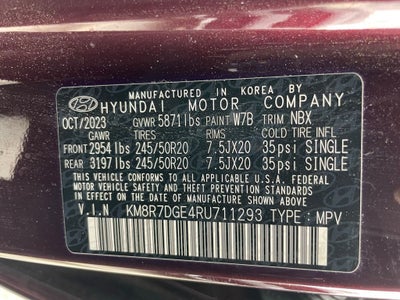 MANUFACTURED IN KOREA BY
HYUNDAI MOTOR COMPANY
OCT/2023 GVWR 5871lbs PAINT W7B TRIM NBX
GAWR TIRES RIMS COLD TIRE INFL
FRONT 2954 lbs 245/50R20 7.5JX20 35psi SINGLE
REAR 3197 lbs 245/50R20 7.5JX20 35psi SINGLE
THIS VEHICLE CONFORMS TO ALL APPLICABLE U.S.A. FEDERAL
MOTOR VEHICLE SAFETY STANDARDS IN EFFECT ON THE
DATE OF MANUFACTURE SHOWN ABOVE.
V.I.N KM8R7DGE4RU711293 TYPE : MPV